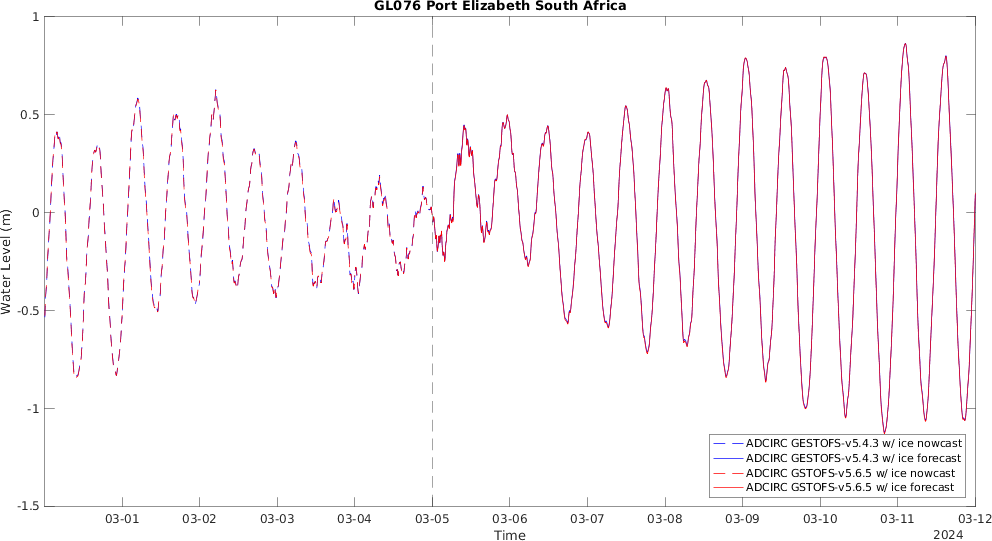 GL076 Port Elizabeth South Africa
1
0.5
0
-0.5
-1
-1.5
Water Level (m)
ADCIRC GESTOFS-v5.4.3 w/ ice nowcast
ADCIRC GESTOFS-v5.4.3 w/ ice forecast
ADCIRC GSTOFS-v5.6.5 w/ ice nowcast
ADCIRC GSTOFS-v5.6.5 w/ ice forecast
03-01 03-02 03-03 03-04 03-05 03-06 03-07 03-08 03-09 03-10 03-11 03-12
Time
2024